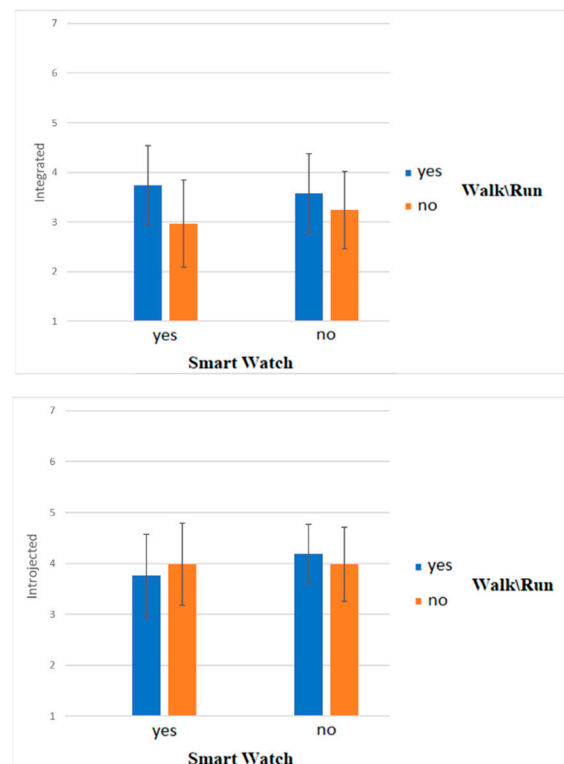 7
6
5
4
3
2
1
Integrated
yes
no
Smart Watch
yes
no
Walk\Run
7
6
5
4
3
2
1
Introjected
yes
no
Smart Watch
yes
no
Walk\Run